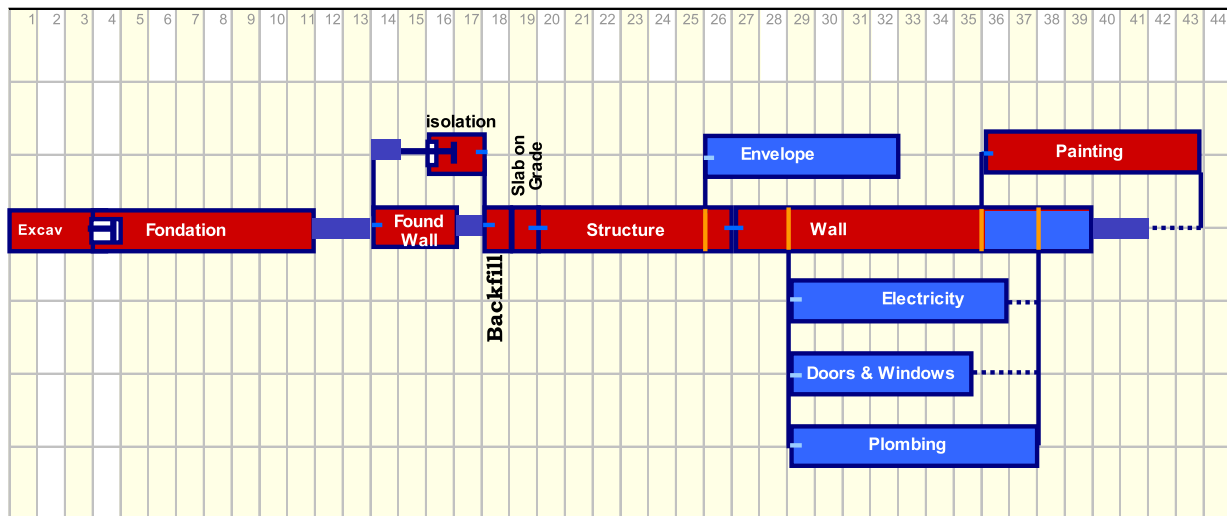 1 2 3 4 5 6 7 8 9 10 11 12 13 14 15 16 17 18 19 20 21 22 23 24 25 26 27 28 29 30 31 32 33 34 35 36 37 38 39 40 41 42 43 44
isolation
Slab on
Grade
Envelope
Painting
Excav
Fondation
Found
Wall
Structure
Wall
Backfill
Electricity
Doors & Windows
Plombing